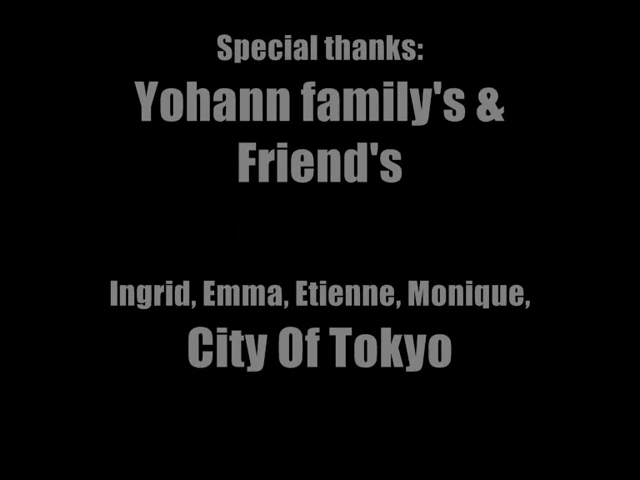 Special thanks:
Yohann family's &
Friend's
Ingrid, Emma, Etienne, Monique,
City Of Tokyo